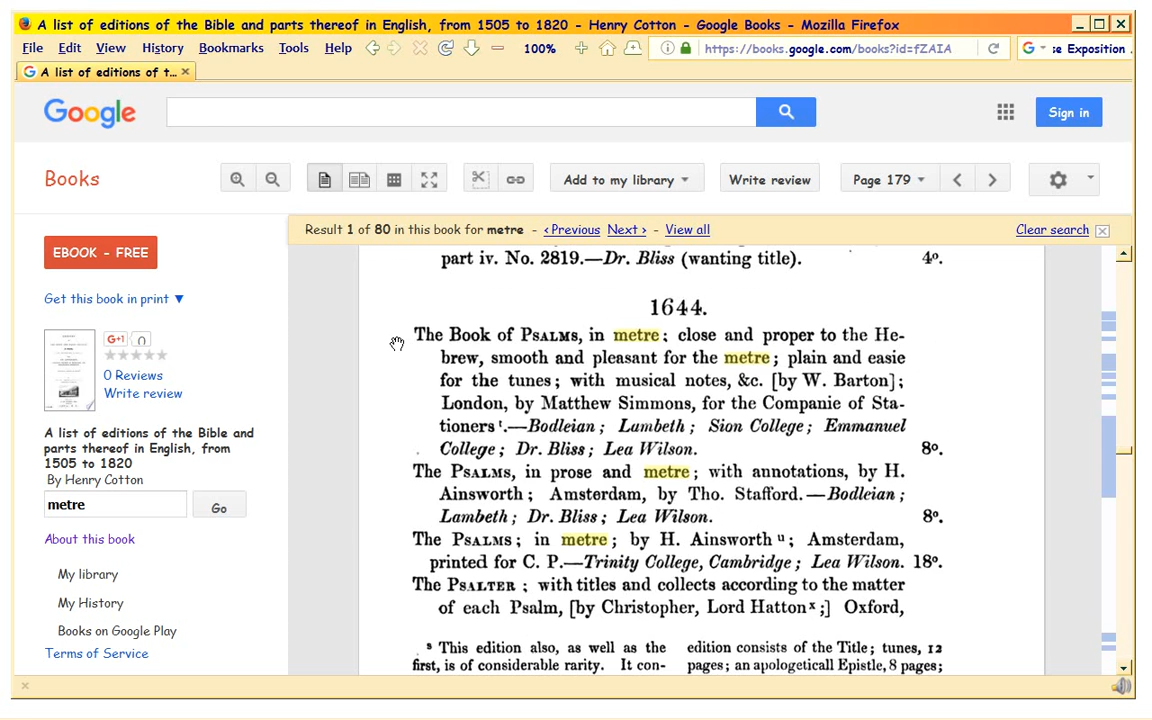 A list of editions of the Bible and parts thereof in English, from 1505 to 1820 - Henry Cotton - Google Books - Mozilla Firefox
File Edit View History Bookmarks Tools Help 100% https://books.google.com/books?id=fZAIA G ːe Exposition
A list of editions of t...
Google Sign in
Books Add to my library Write review Page 179
Result 1 of 80 in this book for metre - ‹Previous Next› - View all Clear search
EBOOK - FREE
Get this book in print ▼
G+1 0
0 Reviews
Write review
A list of editions of the Bible and
parts thereof in English, from
1505 to 1820
By Henry Cotton
metre Go
About this book
My library
My History
Books on Google Play
Terms of Service
part iv. No. 2819.—Dr. Bliss (wanting title). 4º.
1644.
The Book of PSALMS, in metre; close and proper to the He-
brew, smooth and pleasant for the metre; plain and easie
for the tunes; with musical notes, &c. [by W. Barton];
London, by Matthew Simmons, for the Companie of Sta-
tioners t.—Bodleian; Lambeth; Sion College; Emmanuel
College; Dr. Bliss; Lea Wilson. 8º.
The PSALMS, in prose and metre; with annotations, by H.
Ainsworth; Amsterdam, by Tho. Stafford.—Bodleian;
Lambeth; Dr. Bliss; Lea Wilson. 8º.
The PSALMS; in metre; by H. Ainsworth u; Amsterdam,
printed for C. P.—Trinity College, Cambridge; Lea Wilson. 18º.
The PSALTER; with titles and collects according to the matter
of each Psalm, [by Christopher, Lord Hatton x;] Oxford,
s This edition also, as well as the
first, is of considerable rarity. It con-
edition consists of the Title; tunes, 12
pages; an apologeticall Epistle, 8 pages;